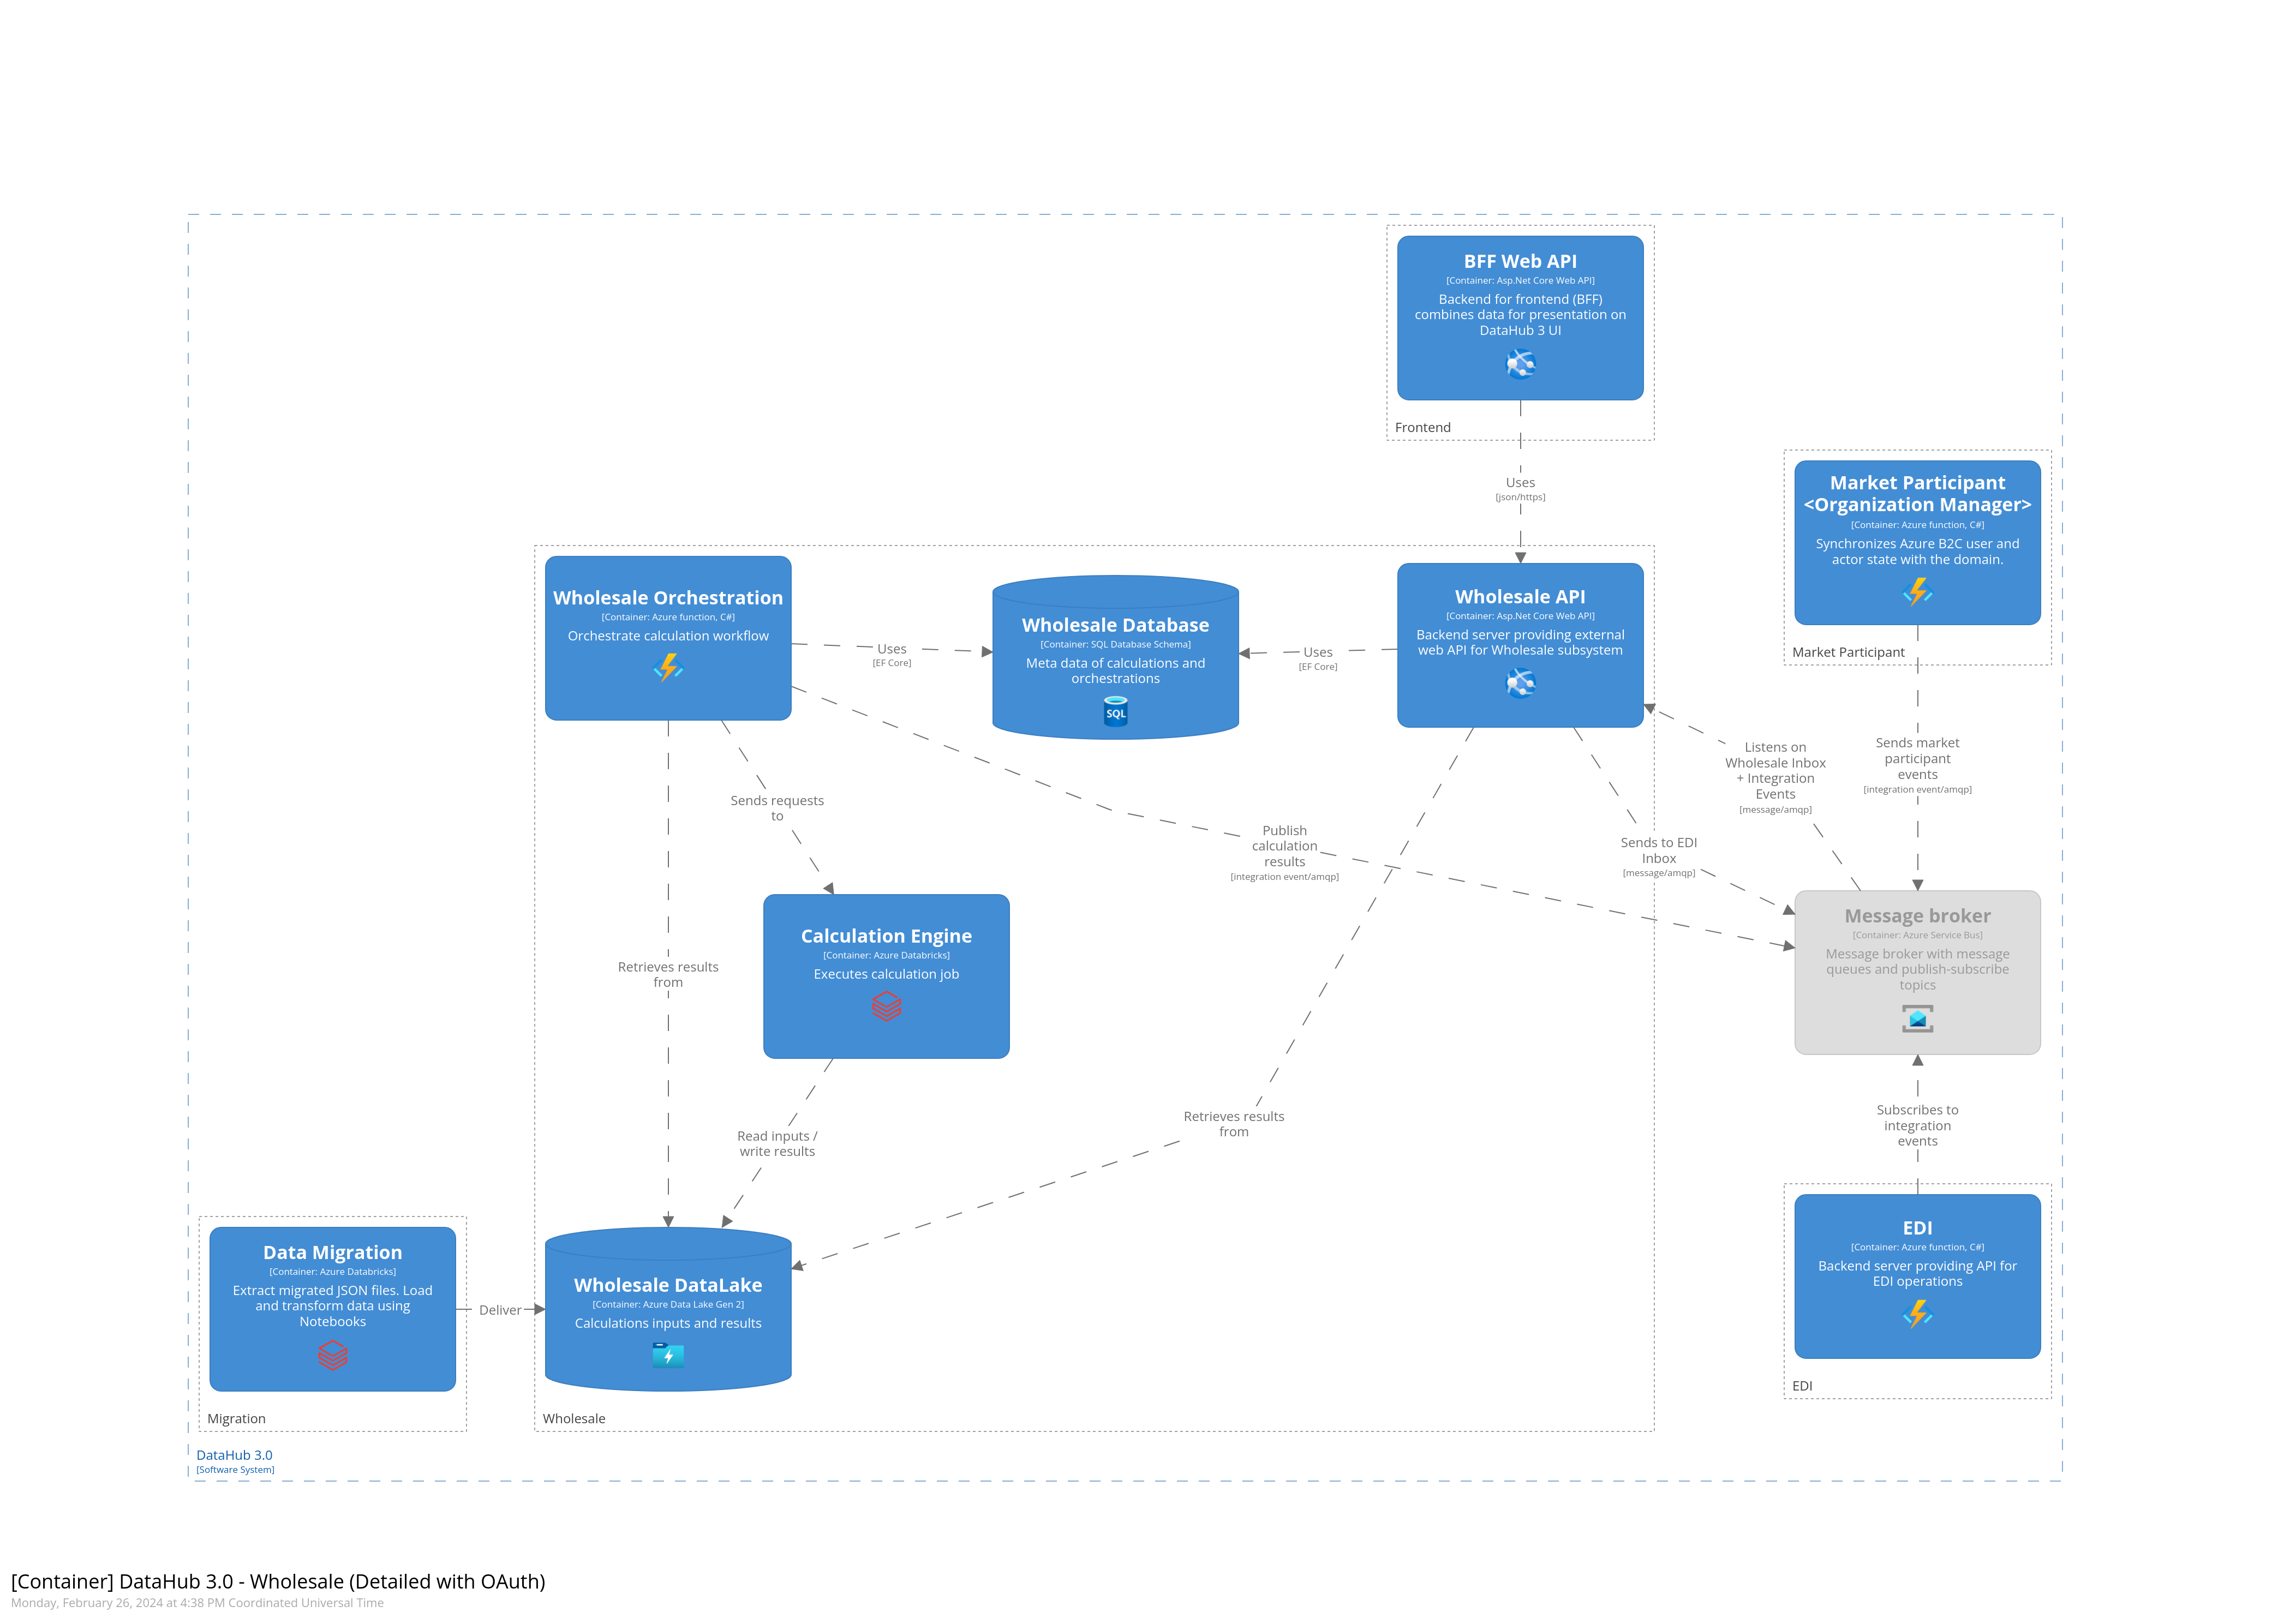 BFF Web API
[Container: Asp.Net Core Web API]
Backend for frontend (BFF)
combines data for presentation on
DataHub 3 UI
Frontend
Uses
[json/https]
Market Participant
<Organization Manager>
[Container: Azure function, C#]
Synchronizes Azure B2C user and
actor state with the domain.
Market Participant
Wholesale Orchestration
[Container: Azure function, C#]
Orchestrate calculation workflow
Uses
[EF Core]
Wholesale Database
[Container: SQL Database Schema]
Meta data of calculations and
orchestrations
SQL
Uses
[EF Core]
Wholesale API
[Container: Asp.Net Core Web API]
Backend server providing external
web API for Wholesale subsystem
Listens on
Wholesale Inbox
+ Integration
Events
[message/amqp]
Sends market
participant
events
[integration event/amqp]
Sends requests
to
Publish
calculation
results
[integration event/amqp]
Sends to EDI
Inbox
[message/amqp]
Retrieves results
from
Calculation Engine
[Container: Azure Databricks]
Executes calculation job
Message broker
[Container: Azure Service Bus]
Message broker with message
queues and publish-subscribe
topics
Read inputs /
write results
Retrieves results
from
Subscribes to
integration
events
Data Migration
[Container: Azure Databricks]
Extract migrated JSON files. Load
and transform data using
Notebooks
Migration
Deliver
Wholesale DataLake
[Container: Azure Data Lake Gen 2]
Calculations inputs and results
Wholesale
EDI
[Container: Azure function, C#]
Backend server providing API for
EDI operations
EDI
DataHub 3.0
[Software System]
[Container] DataHub 3.0 - Wholesale (Detailed with OAuth)
Monday, February 26, 2024 at 4:38 PM Coordinated Universal Time